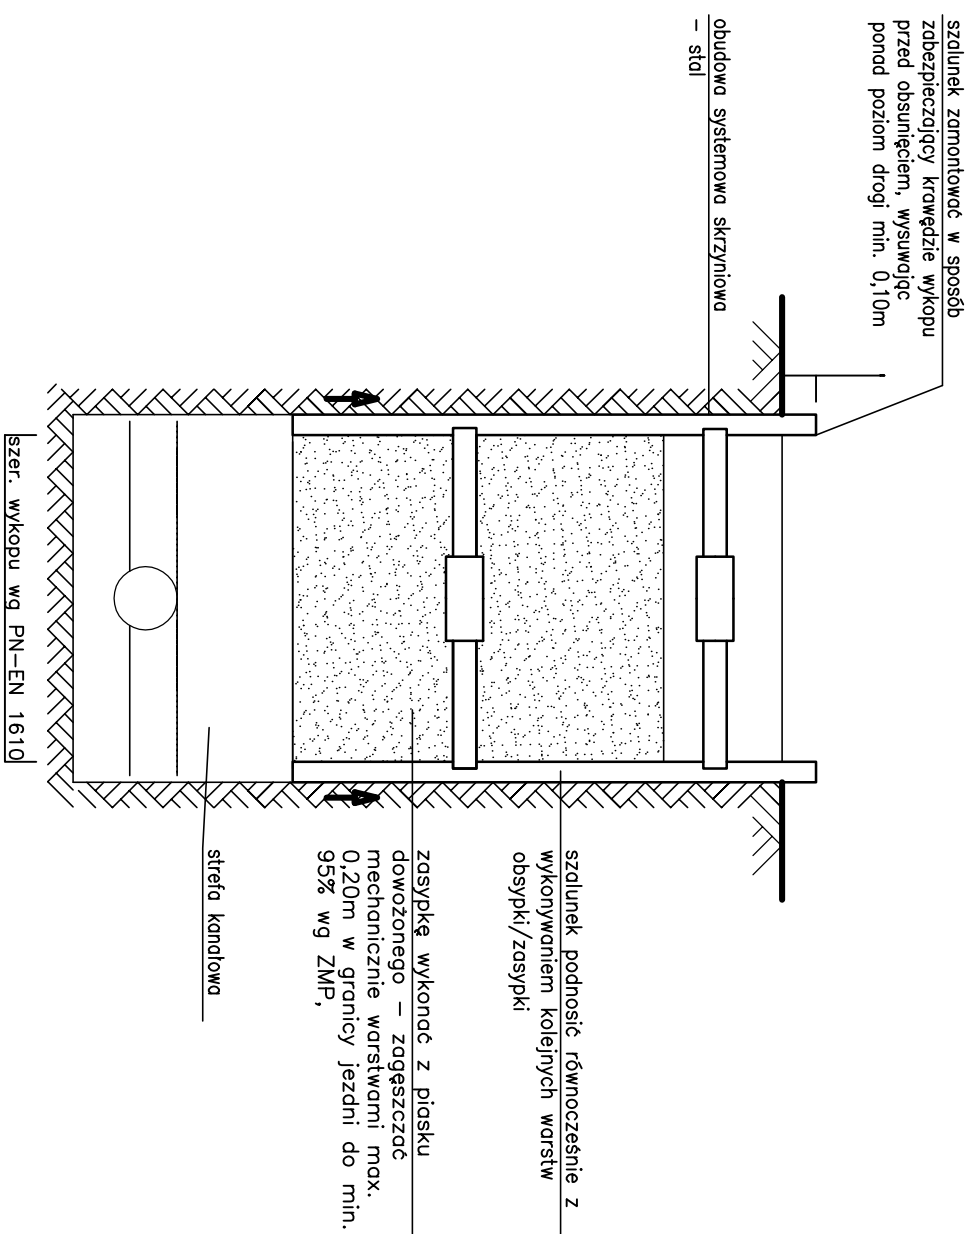 szalunek zamontować w sposób
zabezpieczający krawędzie wykopu
przed obsunięciem, wysuwając
ponad poziom drogi min. 0,10m
obudowa systemowa skrzyniowa
- stal
szalunek podnosić równocześnie z
wykonywaniem kolejnych warstw
obsypki/zasypki
zasypkę wykonać z piasku
dowożonego - zagęszczać
mechanicznie warstwami max.
0,20m w granicy jezdni do min.
95% wg ZMP,
strefa kanałowa
szer. wykopu wg PN-EN 1610